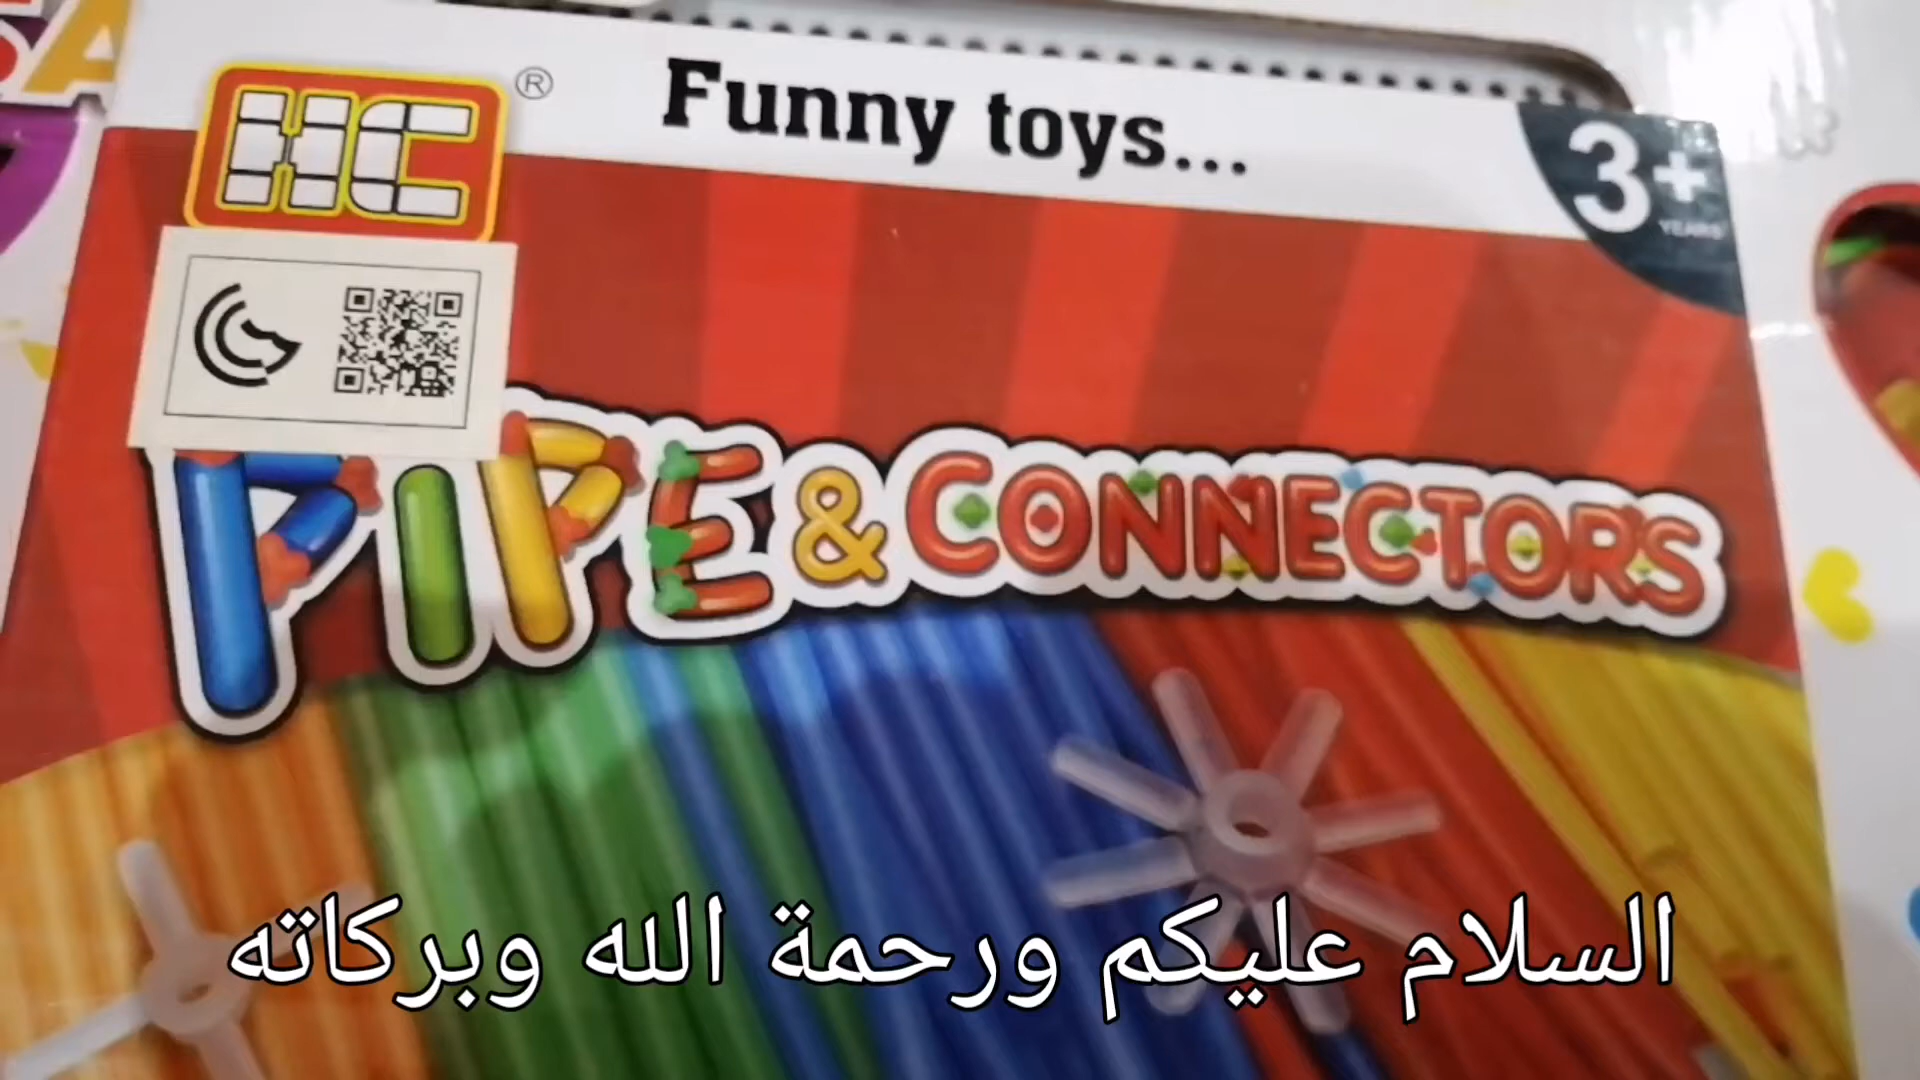 HC ®
Funny toys...
3+
YEARS
PIPE & CONNECTORS
السلام عليكم ورحمة الله وبركاته